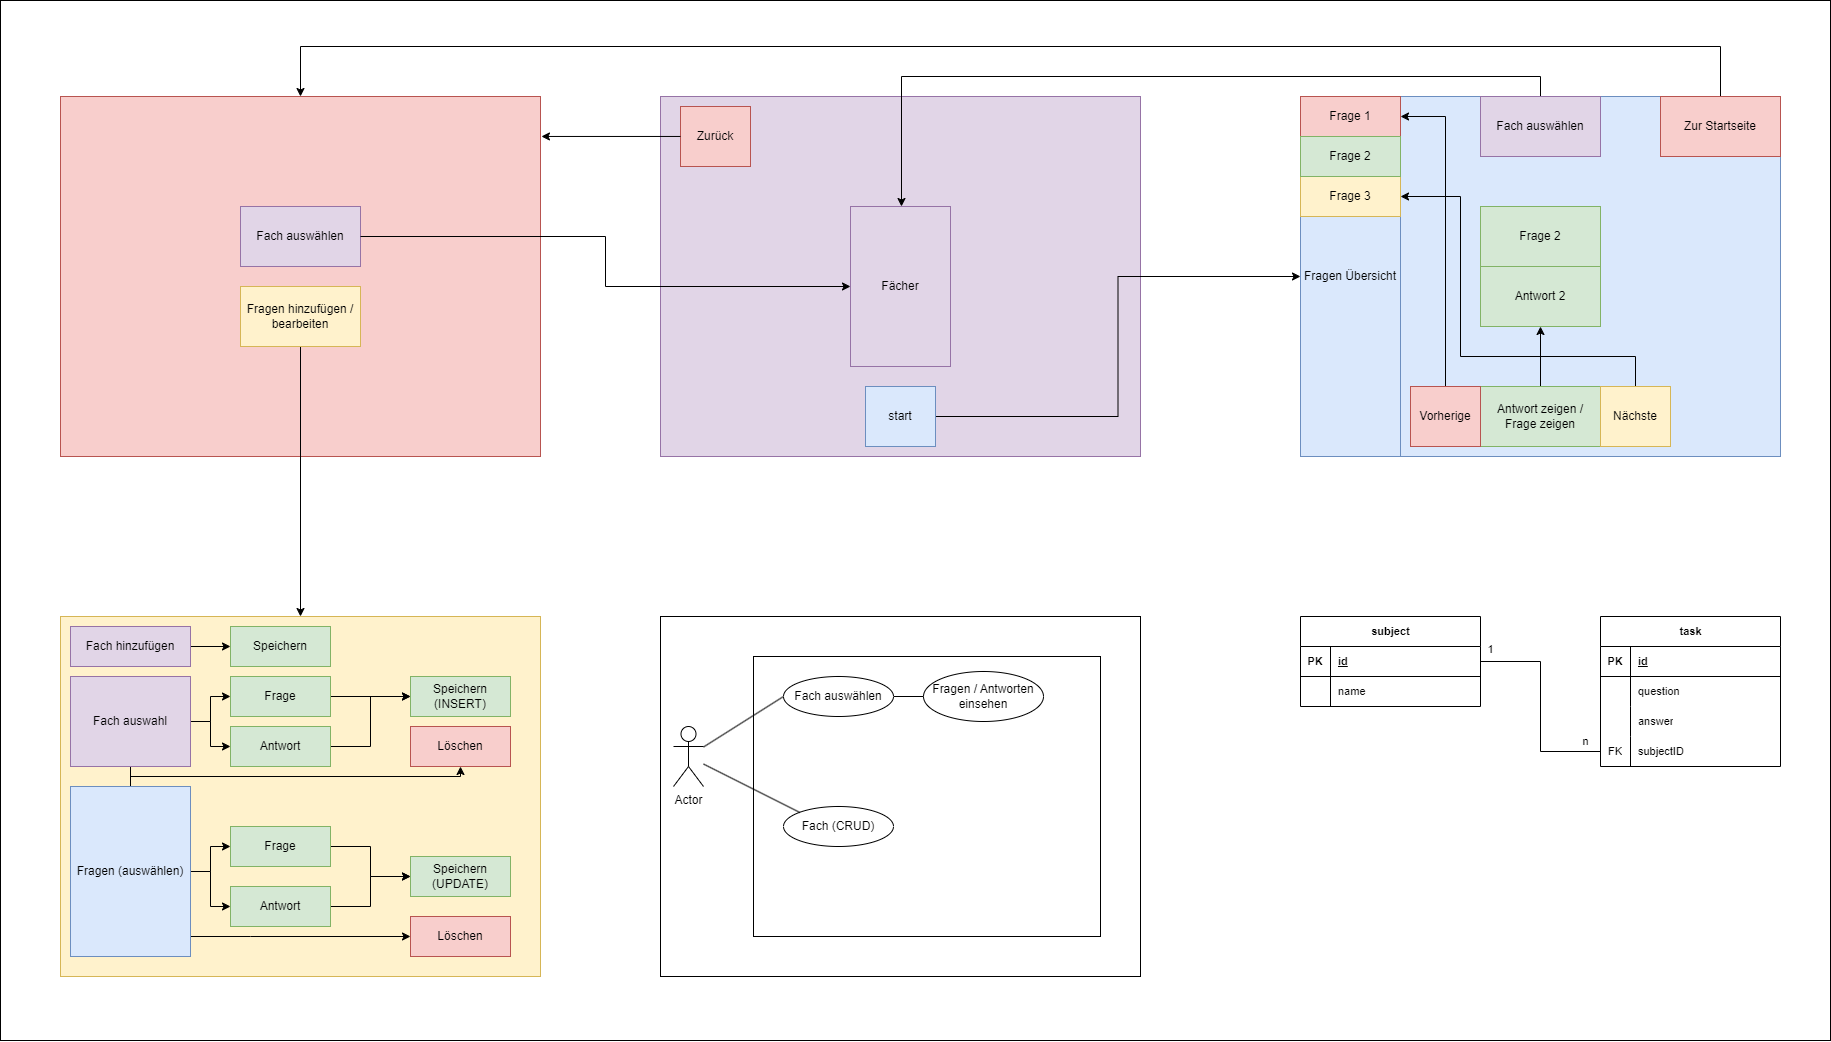 Fach auswählen
Fragen hinzufügen /
bearbeiten
Zurück
Fächer
start
Frage 1
Frage 2
Frage 3
Fragen Übersicht
Fach auswählen
Zur Startseite
Frage 2
Antwort 2
Vorherige
Antwort zeigen /
Frage zeigen
Nächste
Fach hinzufügen
Speichern
Fach auswahl
Frage
Antwort
Speichern
(INSERT)
Löschen
Fragen (auswählen)
Frage
Antwort
Speichern
(UPDATE)
Löschen
Actor
Fach auswählen
Fragen / Antworten
einsehen
Fach (CRUD)
subject
PK id
name
1
n
task
PK id
question
answer
FK subjectID